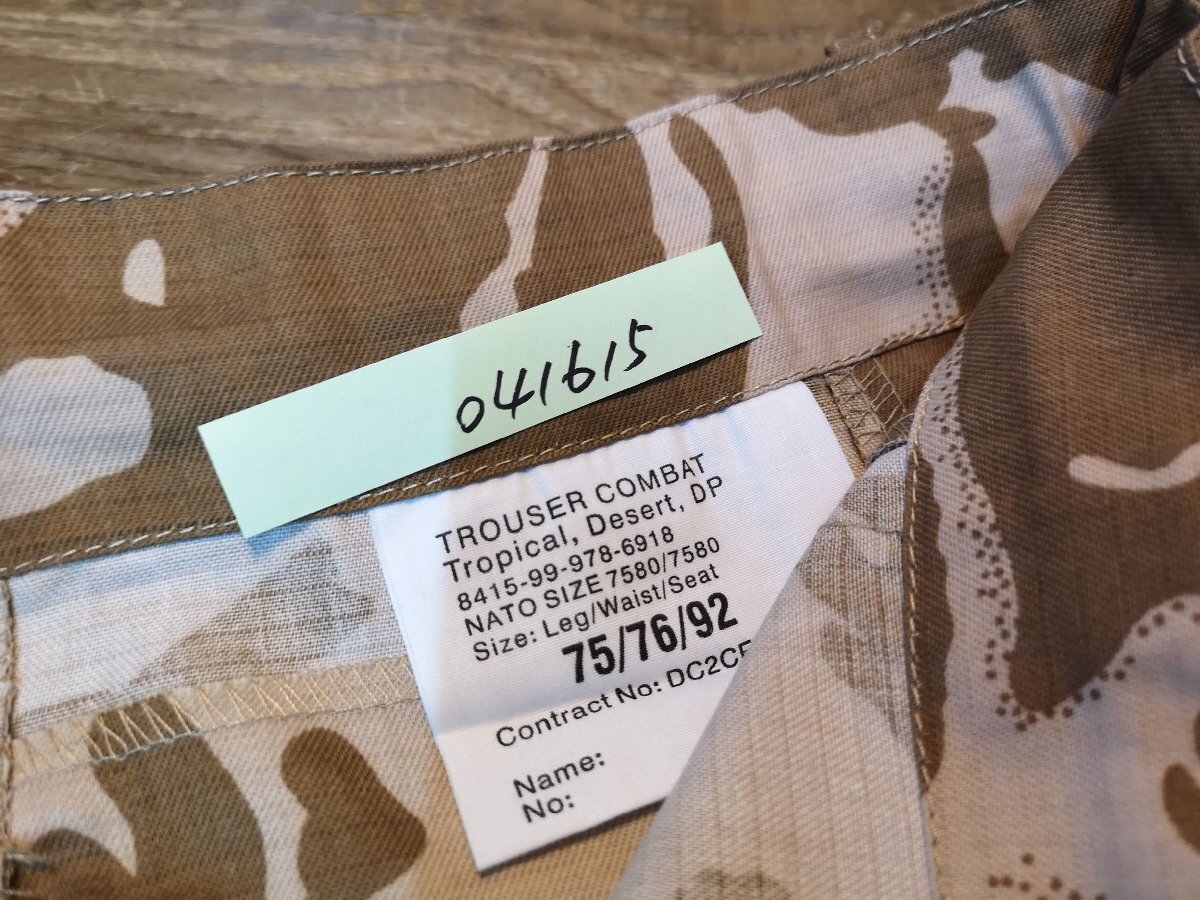 041615
TROUSER COMBAT
Tropical, Desert, DP
8415-99-978-6918
NATO SIZE 7580/7580
Size: Leg/Waist/Seat
75/76/92
Contract No: DC2CF
Name:
No: